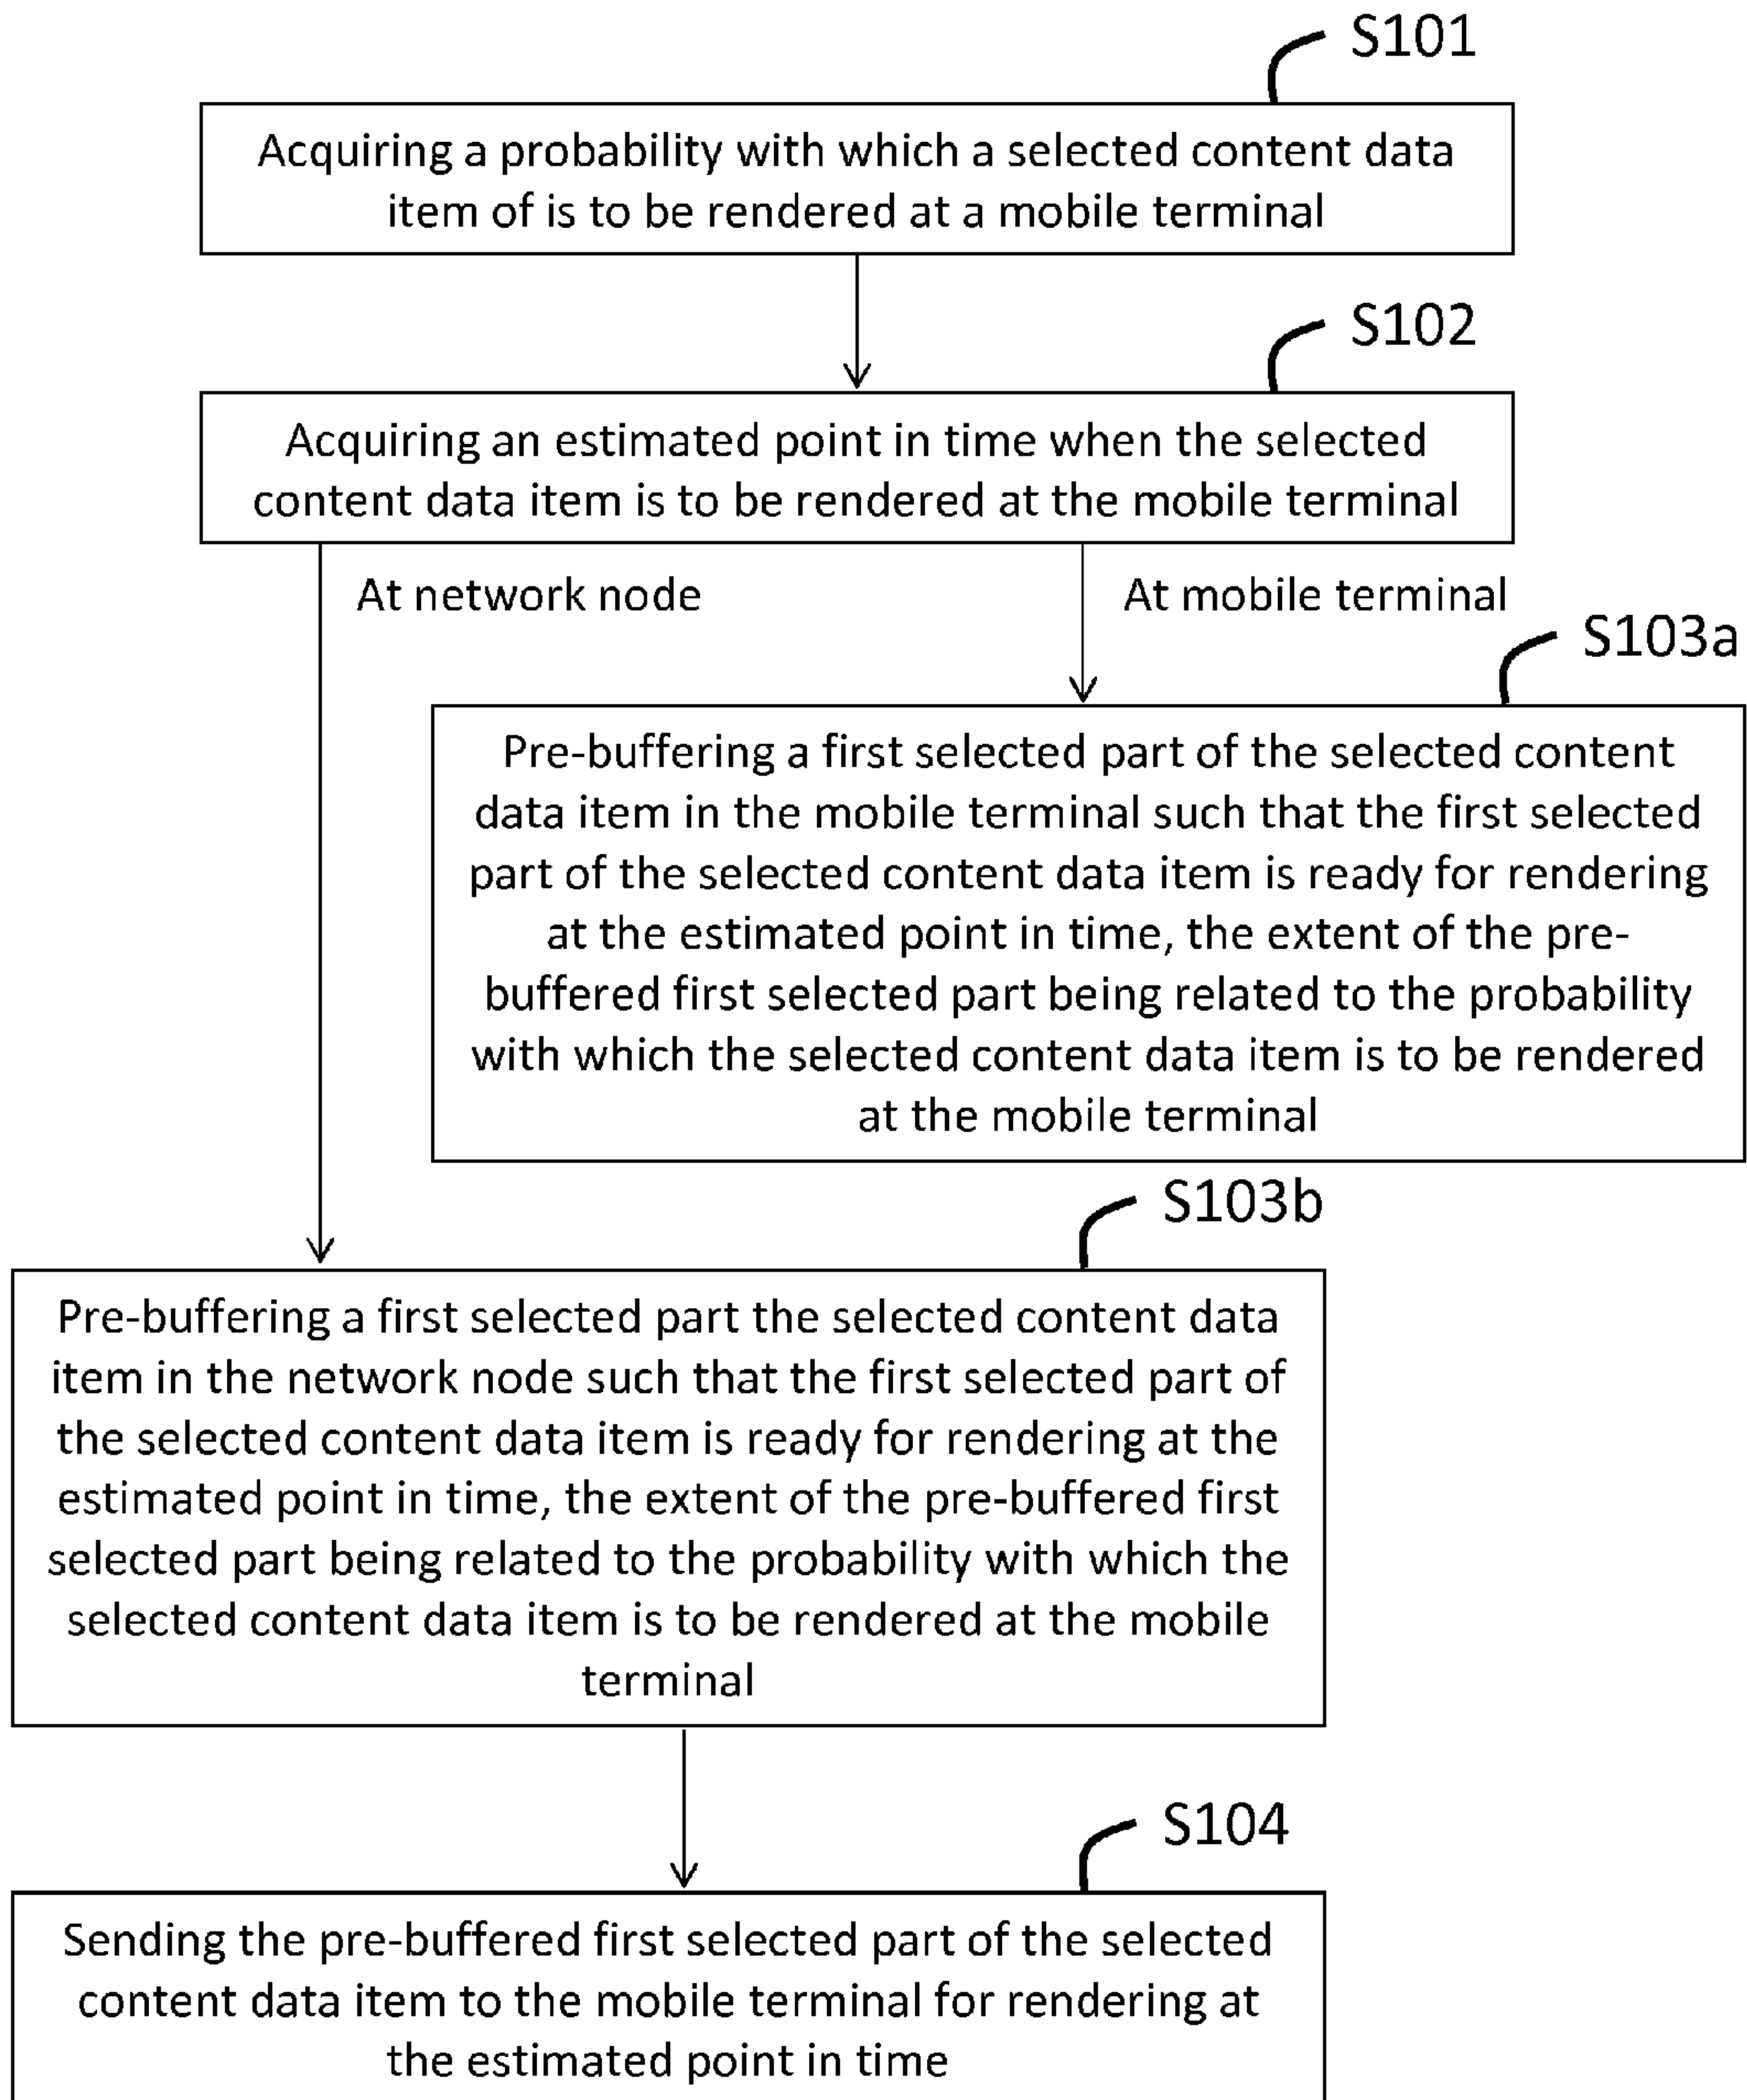 S101
Acquiring a probability with which a selected content data
item of is to be rendered at a mobile terminal
S102
Acquiring an estimated point in time when the selected
content data item is to be rendered at the mobile terminal
At network node
At mobile terminal
S103a
Pre-buffering a first selected part of the selected content
data item in the mobile terminal such that the first selected
part of the selected content data item is ready for rendering
at the estimated point in time, the extent of the pre-
buffered first selected part being related to the probability
with which the selected content data item is to be rendered
at the mobile terminal
S103b
Pre-buffering a first selected part the selected content data
item in the network node such that the first selected part of
the selected content data item is ready for rendering at the
estimated point in time, the extent of the pre-buffered first
selected part being related to the probability with which the
selected content data item is to be rendered at the mobile
terminal
S104
Sending the pre-buffered first selected part of the selected
content data item to the mobile terminal for rendering at
the estimated point in time